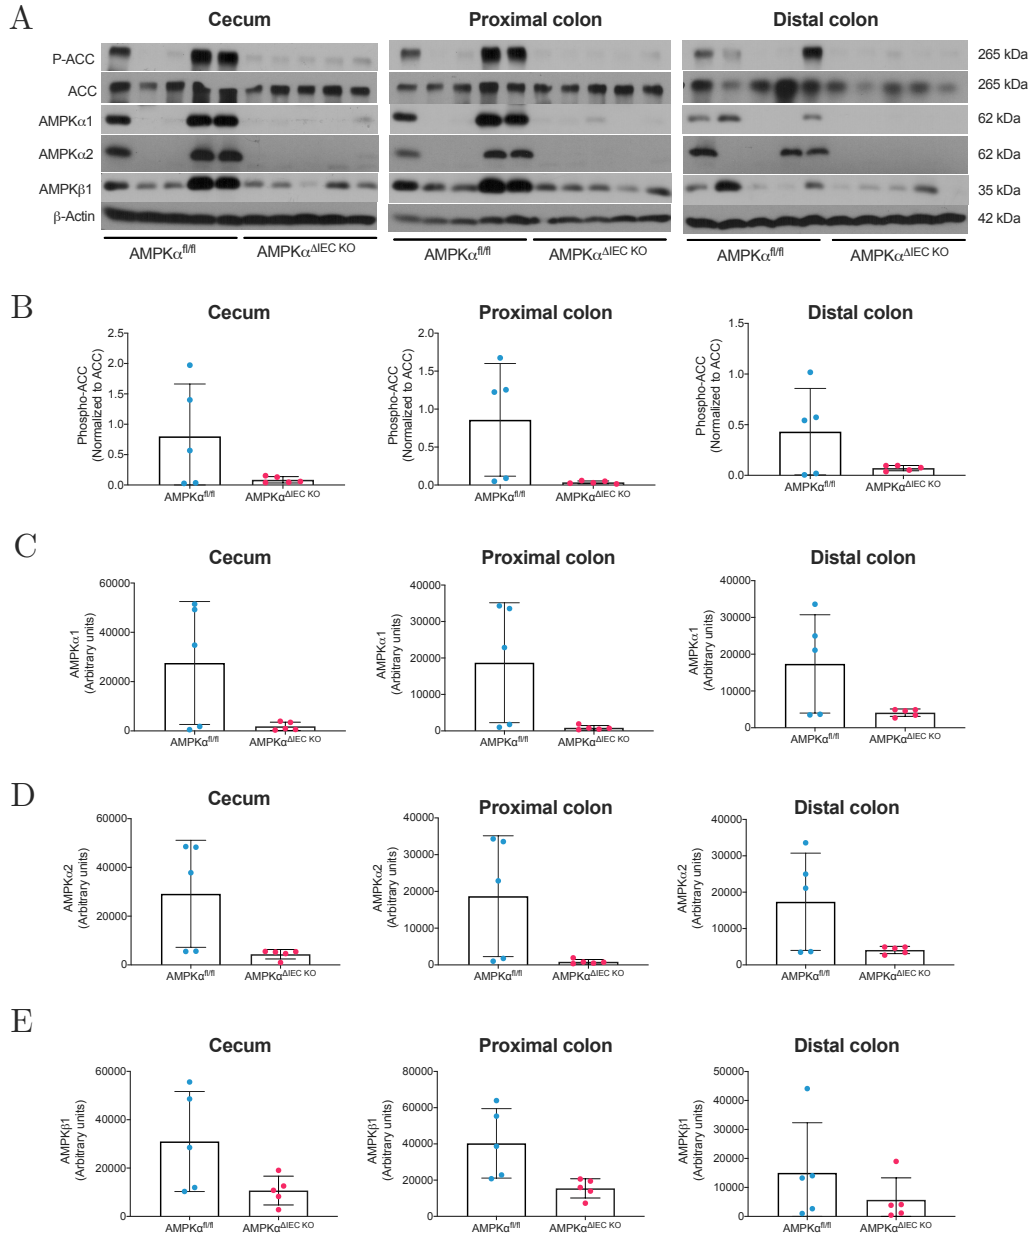 A
Cecum
Proximal colon
Distal colon
P-ACC
265 kDa
ACC
265 kDa
AMPKα1
62 kDa
AMPKα2
62 kDa
AMPKβ1
35 kDa
β-Actin
42 kDa
AMPKα^fl/fl
AMPKα^ΔIEC KO
AMPKα^fl/fl
AMPKα^ΔIEC KO
AMPKα^fl/fl
AMPKα^ΔIEC KO
B
Cecum
Phospho-ACC
(Normalized to ACC)
2.5
2.0
1.5
1.0
0.5
0.0
AMPKα^fl/fl
AMPKα^ΔIEC KO
Proximal colon
Phospho-ACC
(Normalized to ACC)
2.0
1.5
1.0
0.5
0.0
AMPKα^fl/fl
AMPKα^ΔIEC KO
Distal colon
Phospho-ACC
(Normalized to ACC)
1.5
1.0
0.5
0.0
AMPKα^fl/fl
AMPKα^ΔIEC KO
C
Cecum
AMPKα1
(Arbitrary units)
60000
40000
20000
0
AMPKα^fl/fl
AMPKα^ΔIEC KO
Proximal colon
AMPKα1
(Arbitrary units)
40000
30000
20000
10000
0
AMPKα^fl/fl
AMPKα^ΔIEC KO
Distal colon
AMPKα1
(Arbitrary units)
40000
30000
20000
10000
0
AMPKα^fl/fl
AMPKα^ΔIEC KO
D
Cecum
AMPKα2
(Arbitrary units)
60000
40000
20000
0
AMPKα^fl/fl
AMPKα^ΔIEC KO
Proximal colon
AMPKα2
(Arbitrary units)
40000
30000
20000
10000
0
AMPKα^fl/fl
AMPKα^ΔIEC KO
Distal colon
AMPKα2
(Arbitrary units)
40000
30000
20000
10000
0
AMPKα^fl/fl
AMPKα^ΔIEC KO
E
Cecum
AMPKβ1
(Arbitrary units)
60000
40000
20000
0
AMPKα^fl/fl
AMPKα^ΔIEC KO
Proximal colon
AMPKβ1
(Arbitrary units)
80000
60000
40000
20000
0
AMPKα^fl/fl
AMPKα^ΔIEC KO
Distal colon
AMPKβ1
(Arbitrary units)
50000
40000
30000
20000
10000
0
AMPKα^fl/fl
AMPKα^ΔIEC KO